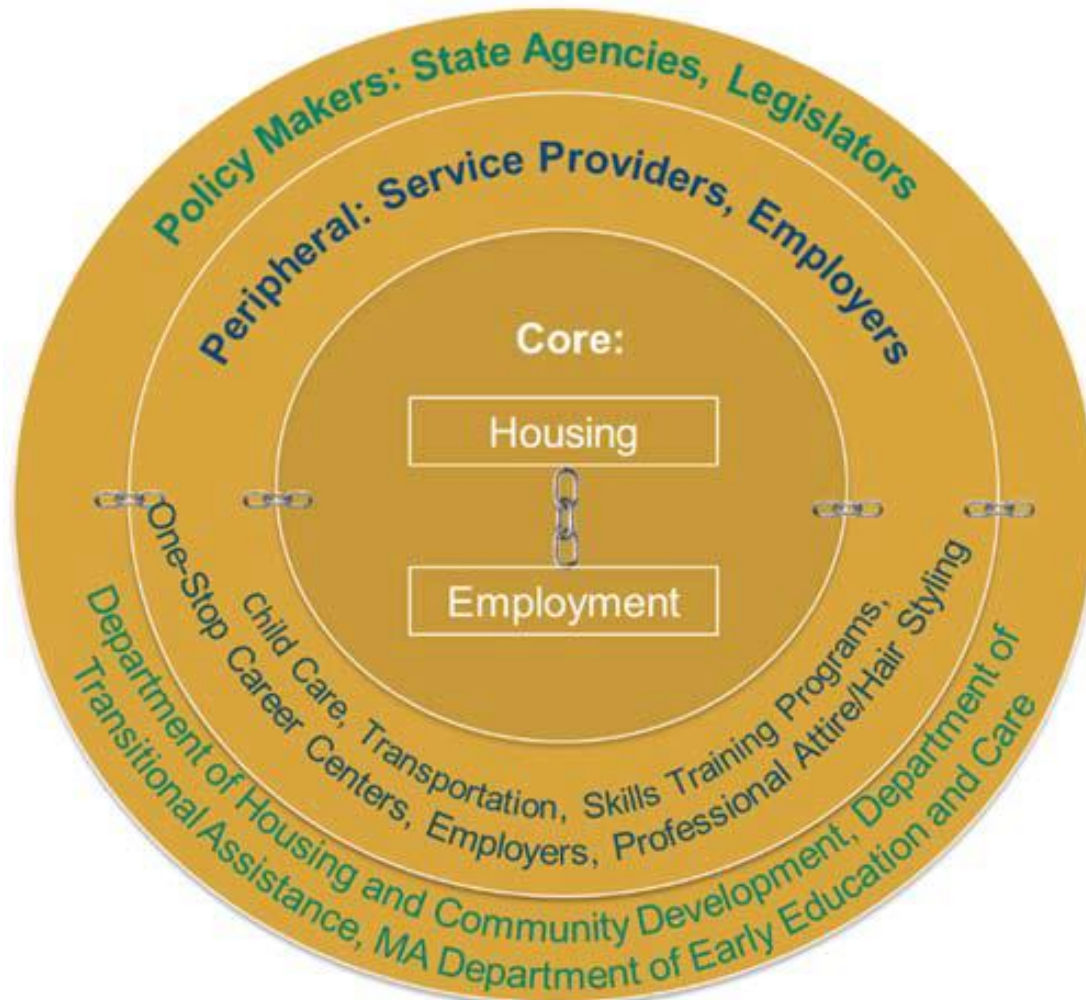 Policy Makers: State Agencies, Legislators
Peripheral: Service Providers, Employers
Core:
Housing
Employment
Child Care, Transportation, Skills Training Programs,
One-Stop Career Centers, Employers, Professional Attire/Hair Styling
Department of Housing and Community Development, Department of
Transitional Assistance, MA Department of Early Education and Care